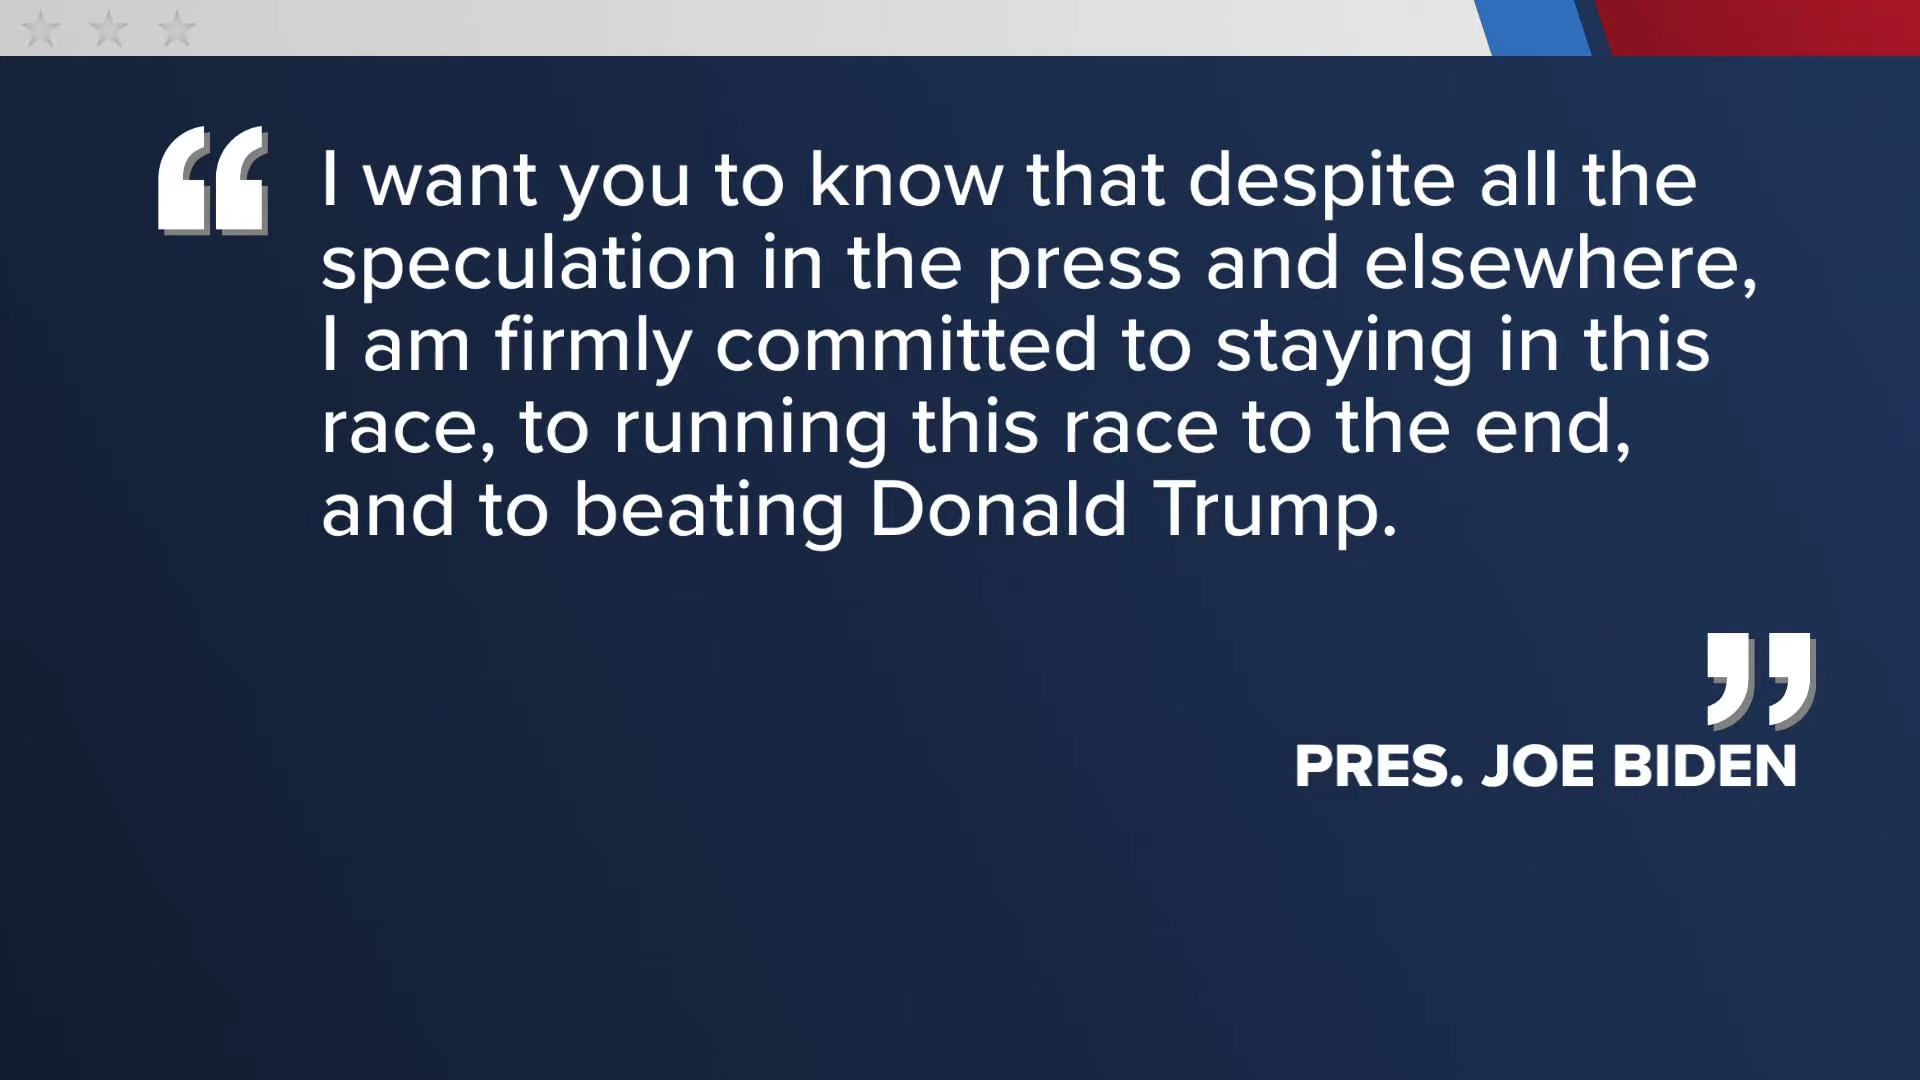 “I want you to know that despite all the
speculation in the press and elsewhere,
I am firmly committed to staying in this
race, to running this race to the end,
and to beating Donald Trump.
”
PRES. JOE BIDEN